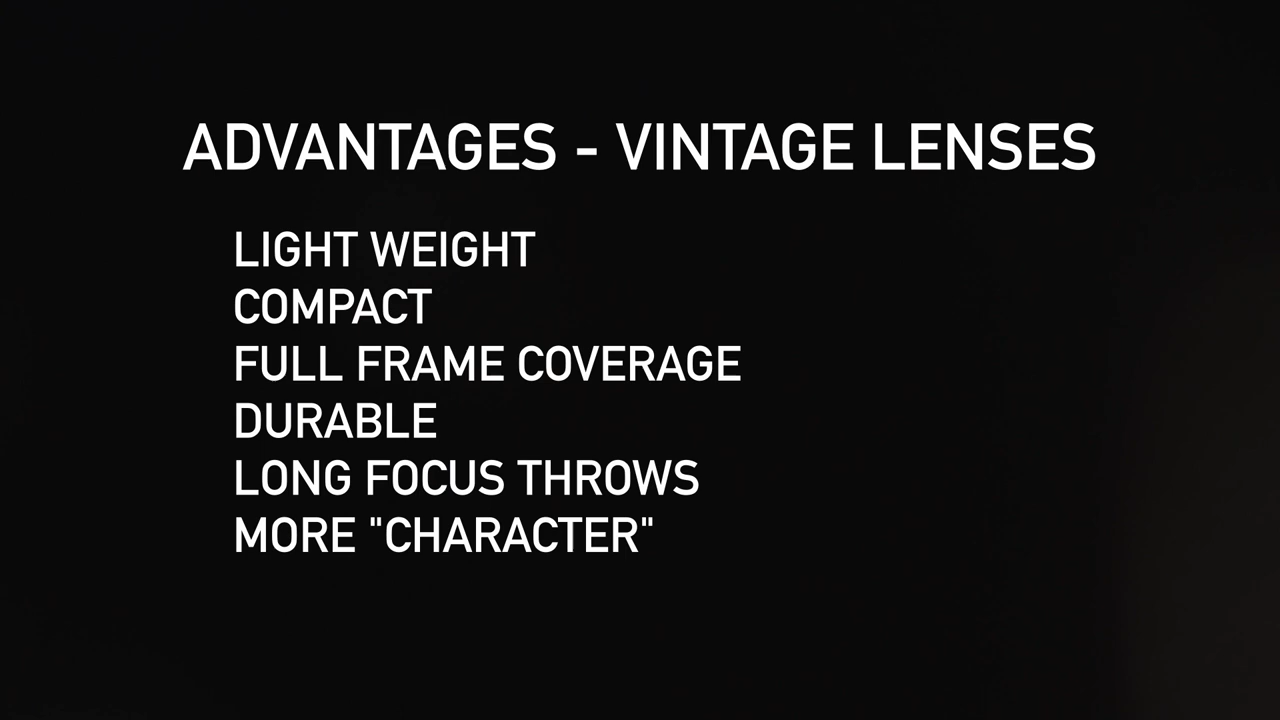 ADVANTAGES - VINTAGE LENSES
LIGHT WEIGHT
COMPACT
FULL FRAME COVERAGE
DURABLE
LONG FOCUS THROWS
MORE "CHARACTER"